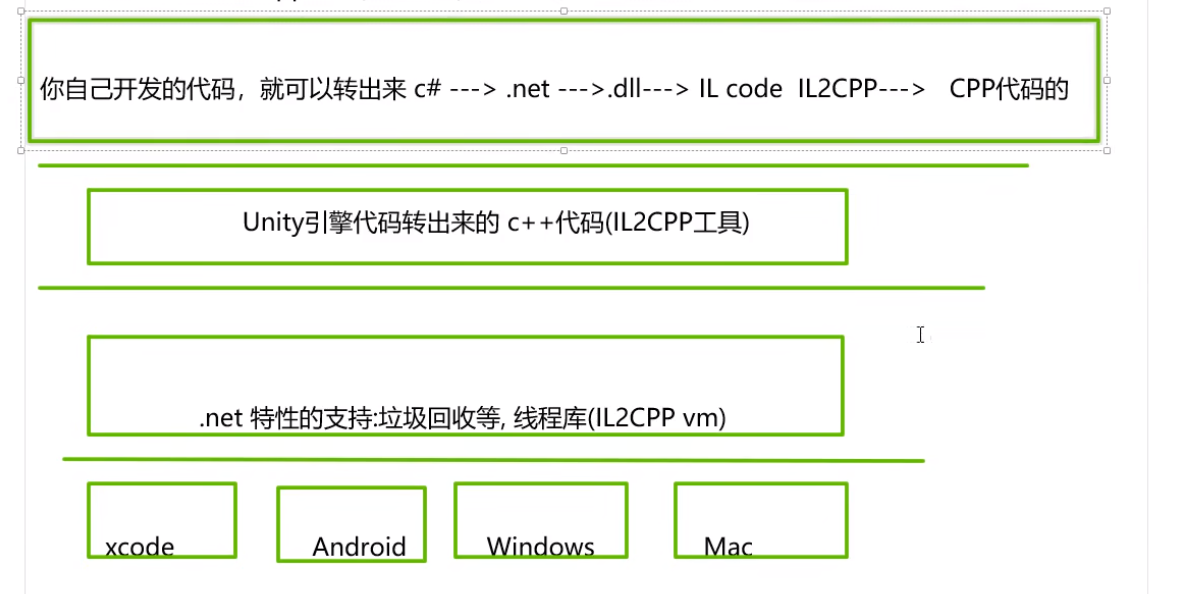 你自己开发的代码，就可以转出来 c# ---> .net --->.dll---> IL code  IL2CPP--->   CPP代码的
Unity引擎代码转出来的 c++代码(IL2CPP工具)
.net 特性的支持:垃圾回收等, 线程库(IL2CPP vm)
xcode Android Windows Mac